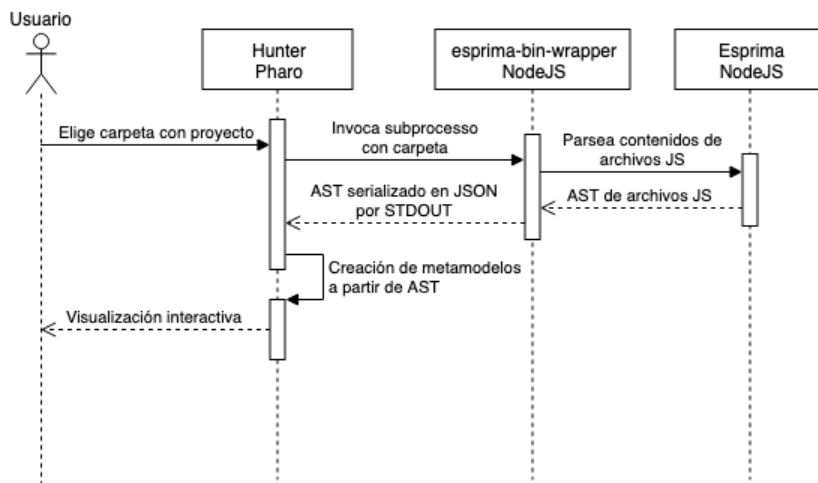 Usuario
Hunter
Pharo
esprima-bin-wrapper
NodeJS
Esprima
NodeJS
Elige carpeta con proyecto
Invoca subprocesso
con carpeta
Parsea contenidos de
archivos JS
AST serializado en JSON
por STDOUT
AST de archivos JS
Creación de metamodelos
a partir de AST
Visualización interactiva